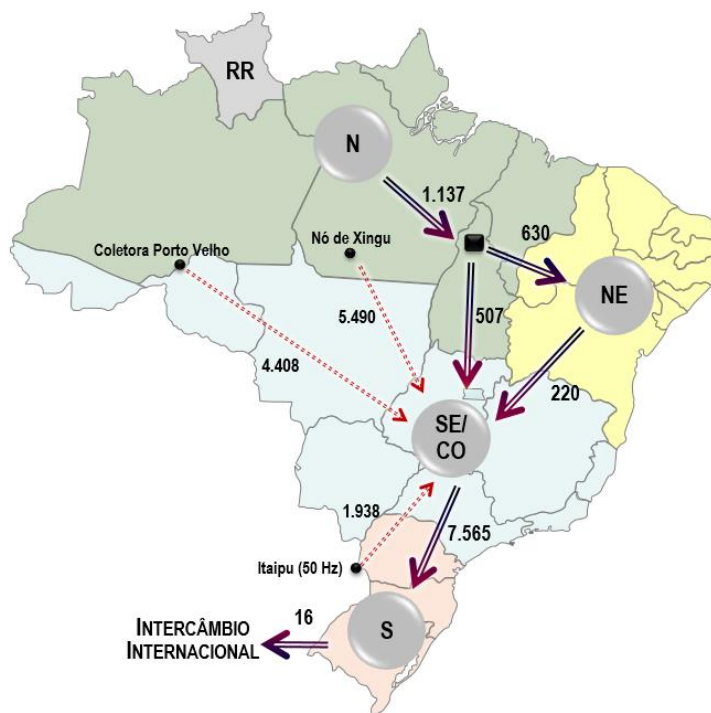 RR
N
1.137
630
Coletora Porto Velho
Nó de Xingu
NE
5.490
507
4.408
220
SE/
CO
1.938
7.565
Itaipu (50 Hz)
16
S
INTERCÂMBIO
INTERNACIONAL